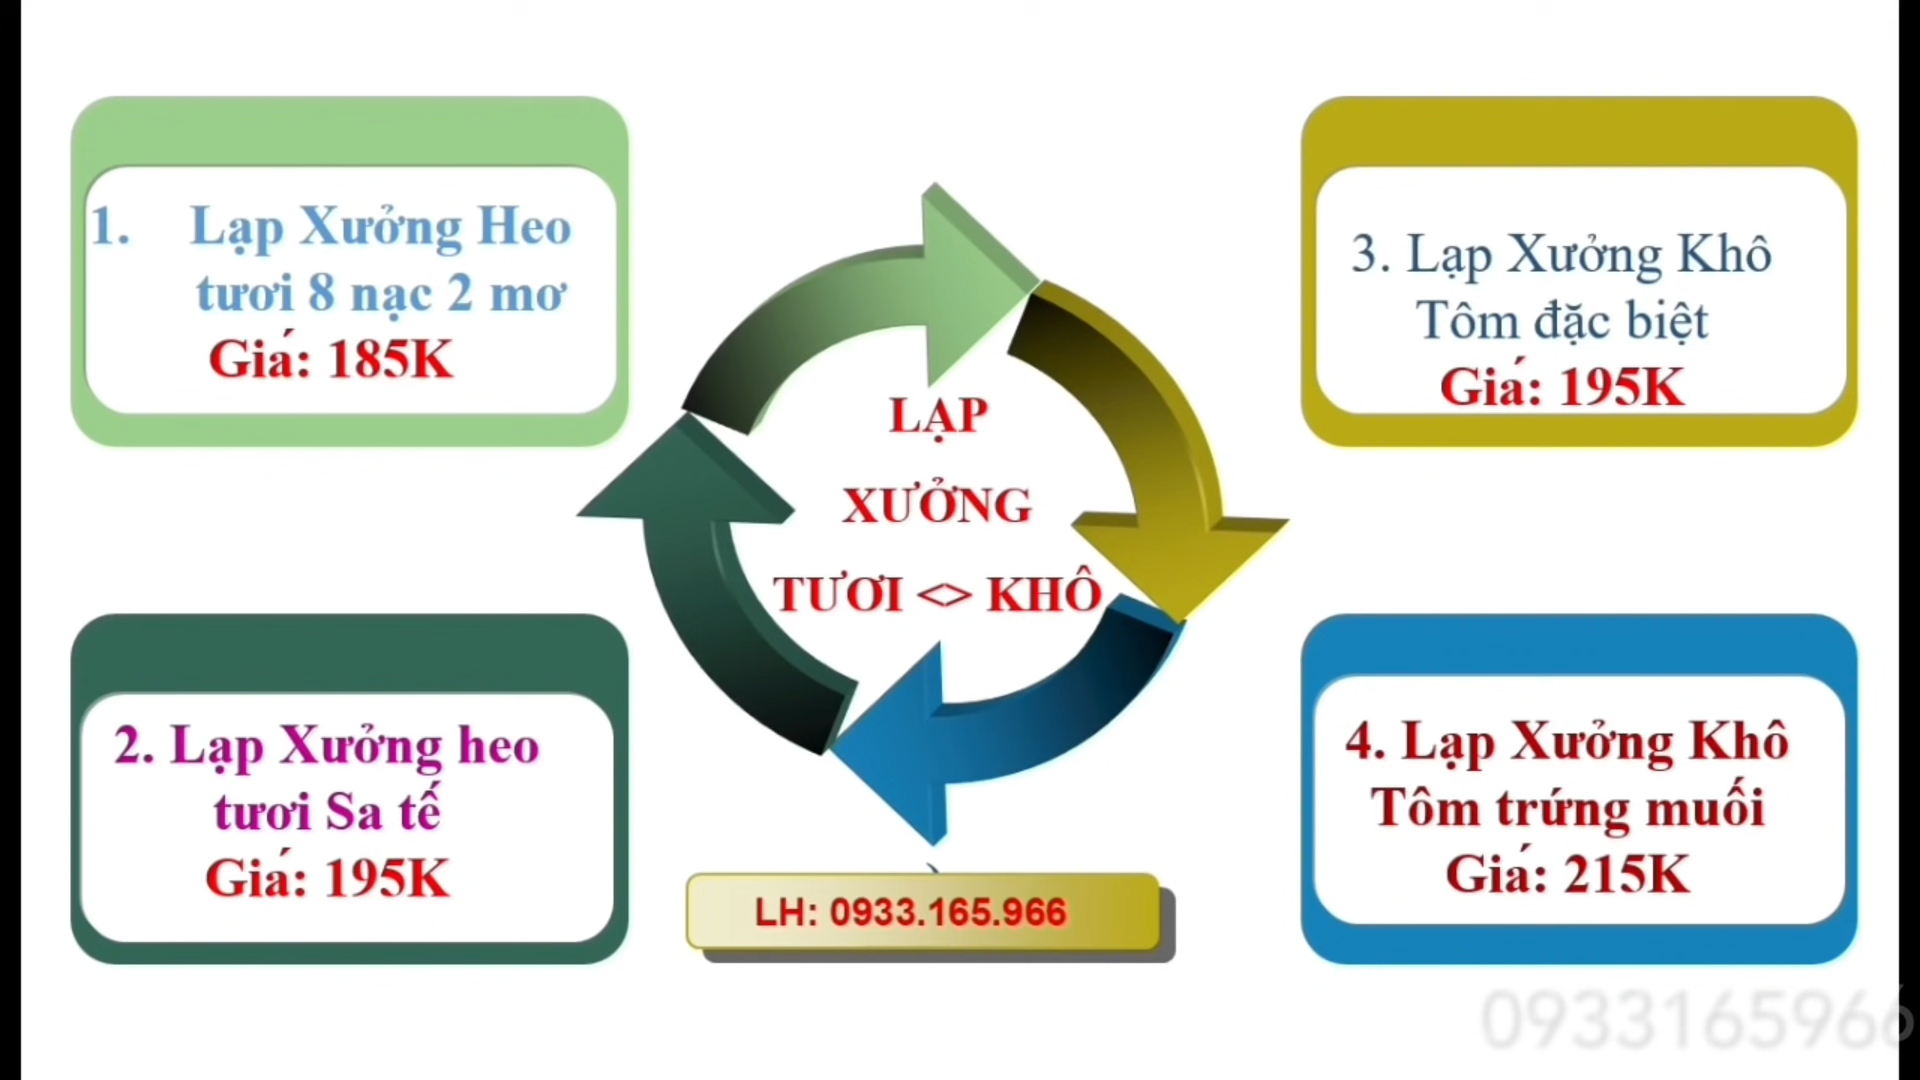 1. Lạp Xưởng Heo
tươi 8 nạc 2 mơ
Giá: 185K
2. Lạp Xưởng heo
tươi Sa tế
Giá: 195K
LẠP
XƯỞNG
TƯƠI <> KHÔ
LH: 0933.165.966
3. Lạp Xưởng Khô
Tôm đặc biệt
Giá: 195K
4. Lạp Xưởng Khô
Tôm trứng muối
Giá: 215K
0933165966